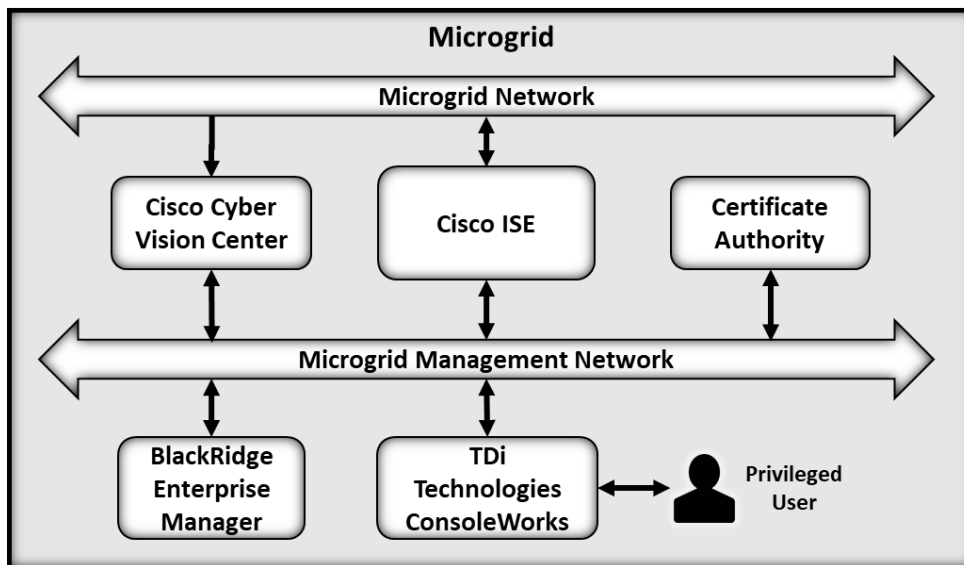 Microgrid
Microgrid Network
Cisco Cyber
Vision Center
Cisco ISE
Certificate
Authority
Microgrid Management Network
BlackRidge
Enterprise
Manager
TDi
Technologies
ConsoleWorks
Privileged
User